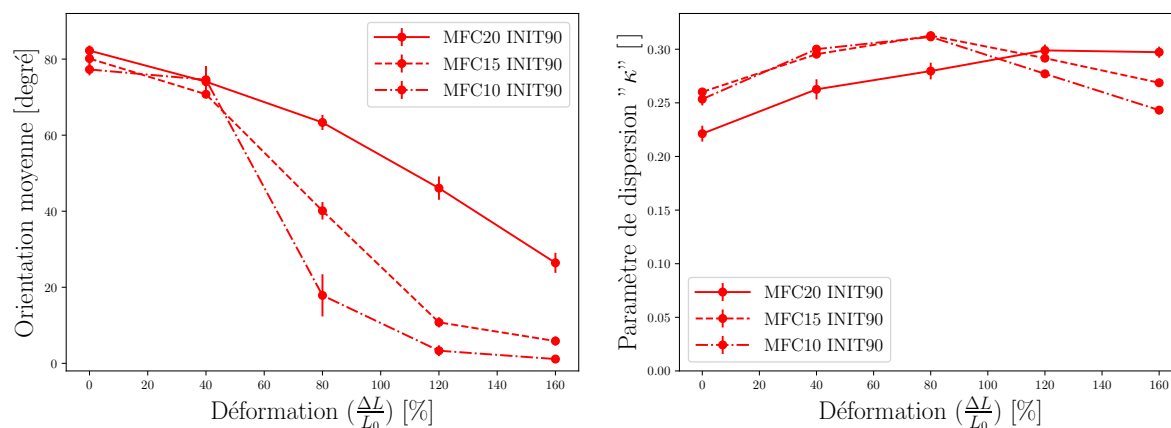 Orientation moyenne [degré]
80
60
40
20
0
MFC20 INIT90
MFC15 INIT90
MFC10 INIT90
0 20 40 60 80 100 120 140 160
Déformation (ΔL/L₀) [%]
Paramètre de dispersion ” κ” []
0.30
0.25
0.20
0.15
0.10
0.05
0.00
MFC20 INIT90
MFC15 INIT90
MFC10 INIT90
0 20 40 60 80 100 120 140 160
Déformation (ΔL/L₀) [%]